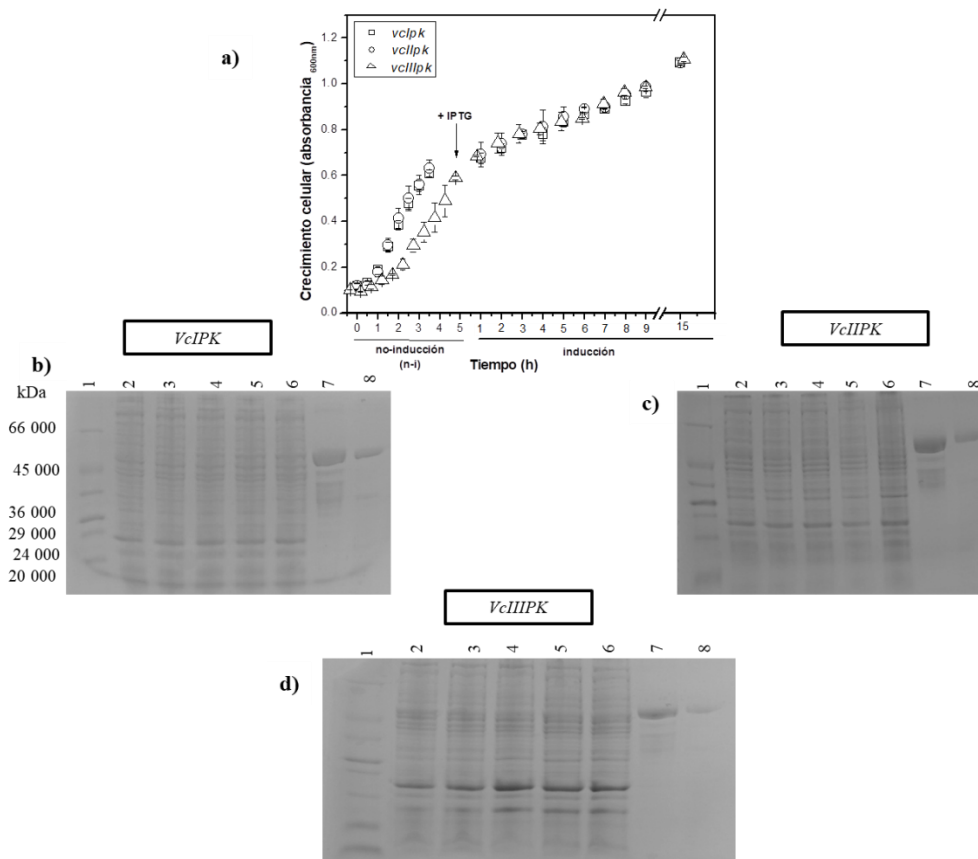 a)
Crecimiento celular (absorbancia 600nm)
1.2
1.0
0.8
0.6
0.4
0.2
0.0
vcIpk
vcIIpk
vcIIIpk
+ IPTG
0 1 2 3 4 5 1 2 3 4 5 6 7 8 9 15
no-inducción
(n-i)
Tiempo (h)
inducción
VcIPK
VcIIPK
b)
kDa
1 2 3 4 5 6 7 8
66 000
45 000
36 000
29 000
24 000
20 000
c)
1 2 3 4 5 6 7 8
VcIIIPK
d)
1 2 3 4 5 6 7 8